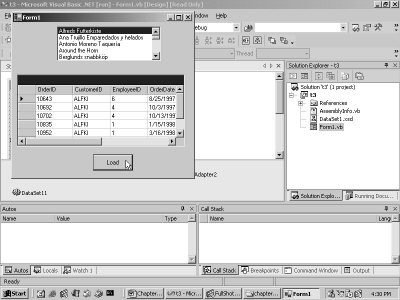 t3 - Microsoft Visual Basic .NET [run] - Form1.vb [Design] [Read Only]
Form1
Window Help
Alfreds Futterkiste
Ana Trujillo Emparedados y helados
Antonio Moreno Taquería
Around the Horn
Berglunds snabbköp
OrderID CustomerID EmployeeID OrderDate
10643 ALFKI 6 8/25/1997
10692 ALFKI 4 10/3/1997
10702 ALFKI 4 10/13/1997
10835 ALFKI 1 1/15/1998
10952 ALFKI 1 3/16/1998
Load
Thread
Solution Explorer - t3
Solution 't3' (1 project)
t3
References
AssemblyInfo.vb
DataSet1.xsd
Form1.vb
Adapter2
DataSet11
Solution Explo...
Running Docu...
Autos
Name Value Type
Call Stack
Name Lang
Autos Locals Watch 1
Call Stack Breakpoints Command Window Output
Ready
Start Chapter... t3 - Mic... FullShot... chapter... Form1 4:30 PM